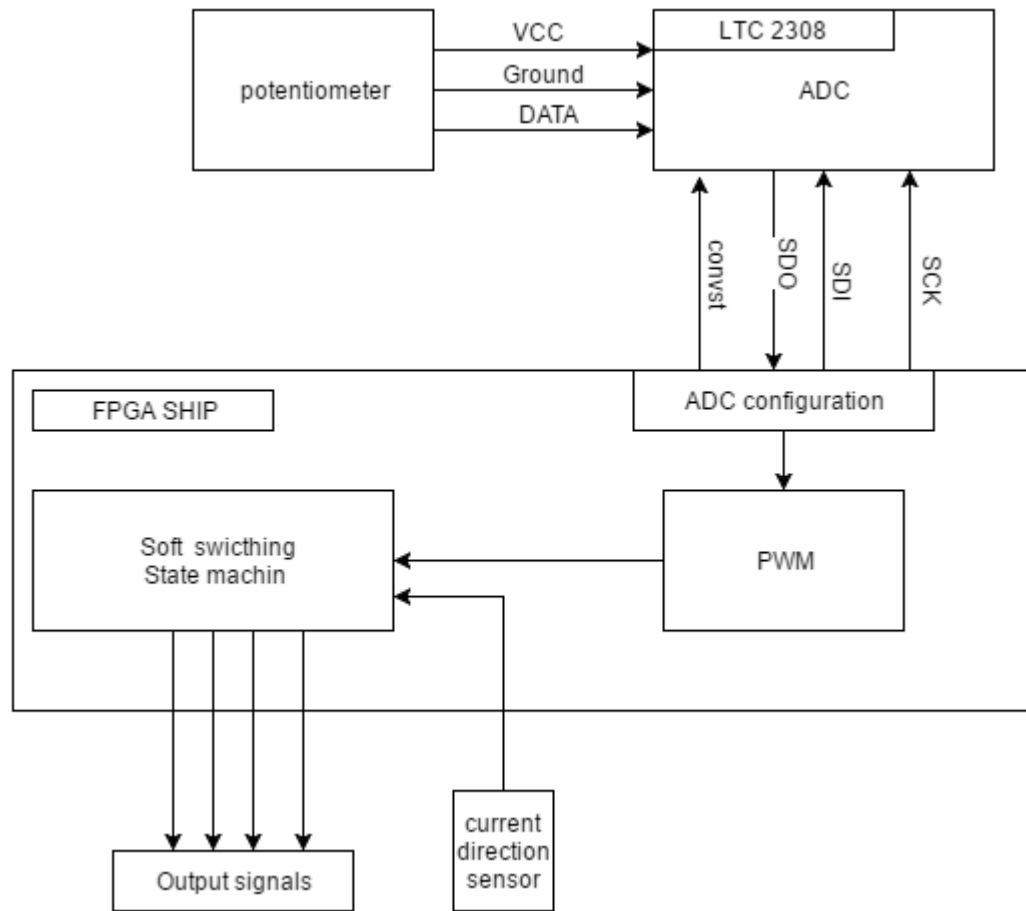 VCC
LTC 2308
Ground
potentiometer
ADC
DATA
convst
SDO
SDI
SCK
FPGA SHIP
ADC configuration
Soft swicthing
State machin
PWM
current
direction
sensor
Output signals